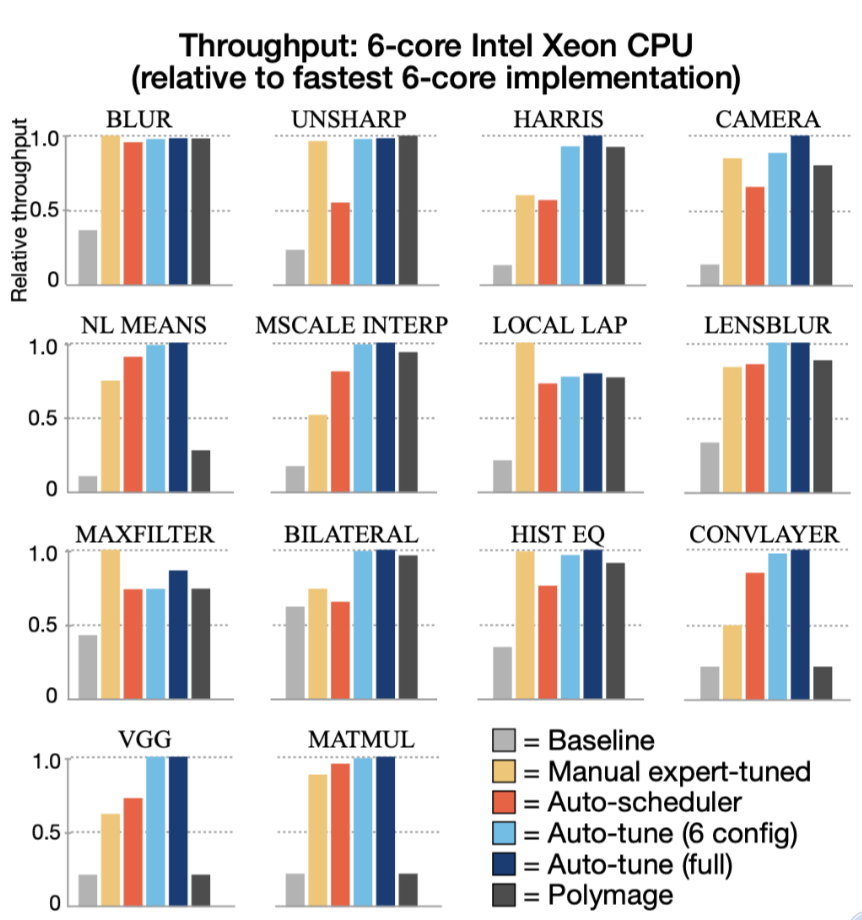 Throughput: 6-core Intel Xeon CPU
(relative to fastest 6-core implementation)
Relative throughput
BLUR
UNSHARP
HARRIS
CAMERA
1.0
0.5
0
NL MEANS
MSCALE INTERP
LOCAL LAP
LENSBLUR
1.0
0.5
0
MAXFILTER
BILATERAL
HIST EQ
CONVLAYER
1.0
0.5
0
VGG
MATMUL
1.0
0.5
0
= Baseline
= Manual expert-tuned
= Auto-scheduler
= Auto-tune (6 config)
= Auto-tune (full)
= Polymage